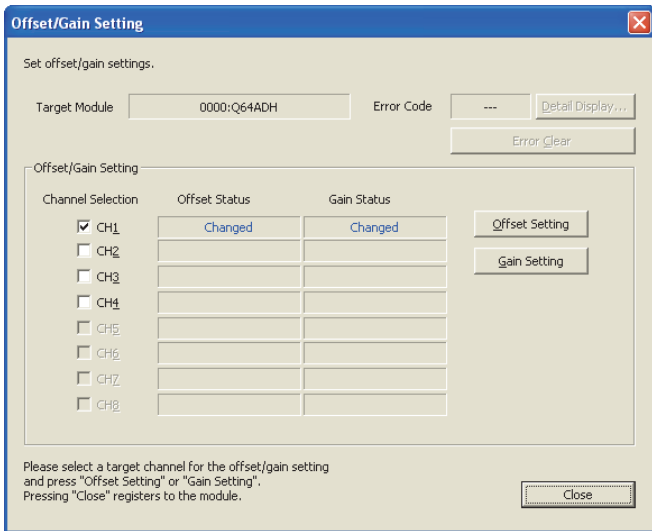 Offset/Gain Setting
Set offset/gain settings.
Target Module 0000:Q64ADH Error Code --- Detail Display...
Error Clear
Offset/Gain Setting
Channel Selection Offset Status Gain Status
CH1 Changed Changed Offset Setting
CH2
Gain Setting
CH3
CH4
CH5
CH6
CH7
CH8
Please select a target channel for the offset/gain setting
and press "Offset Setting" or "Gain Setting".
Pressing "Close" registers to the module.
Close